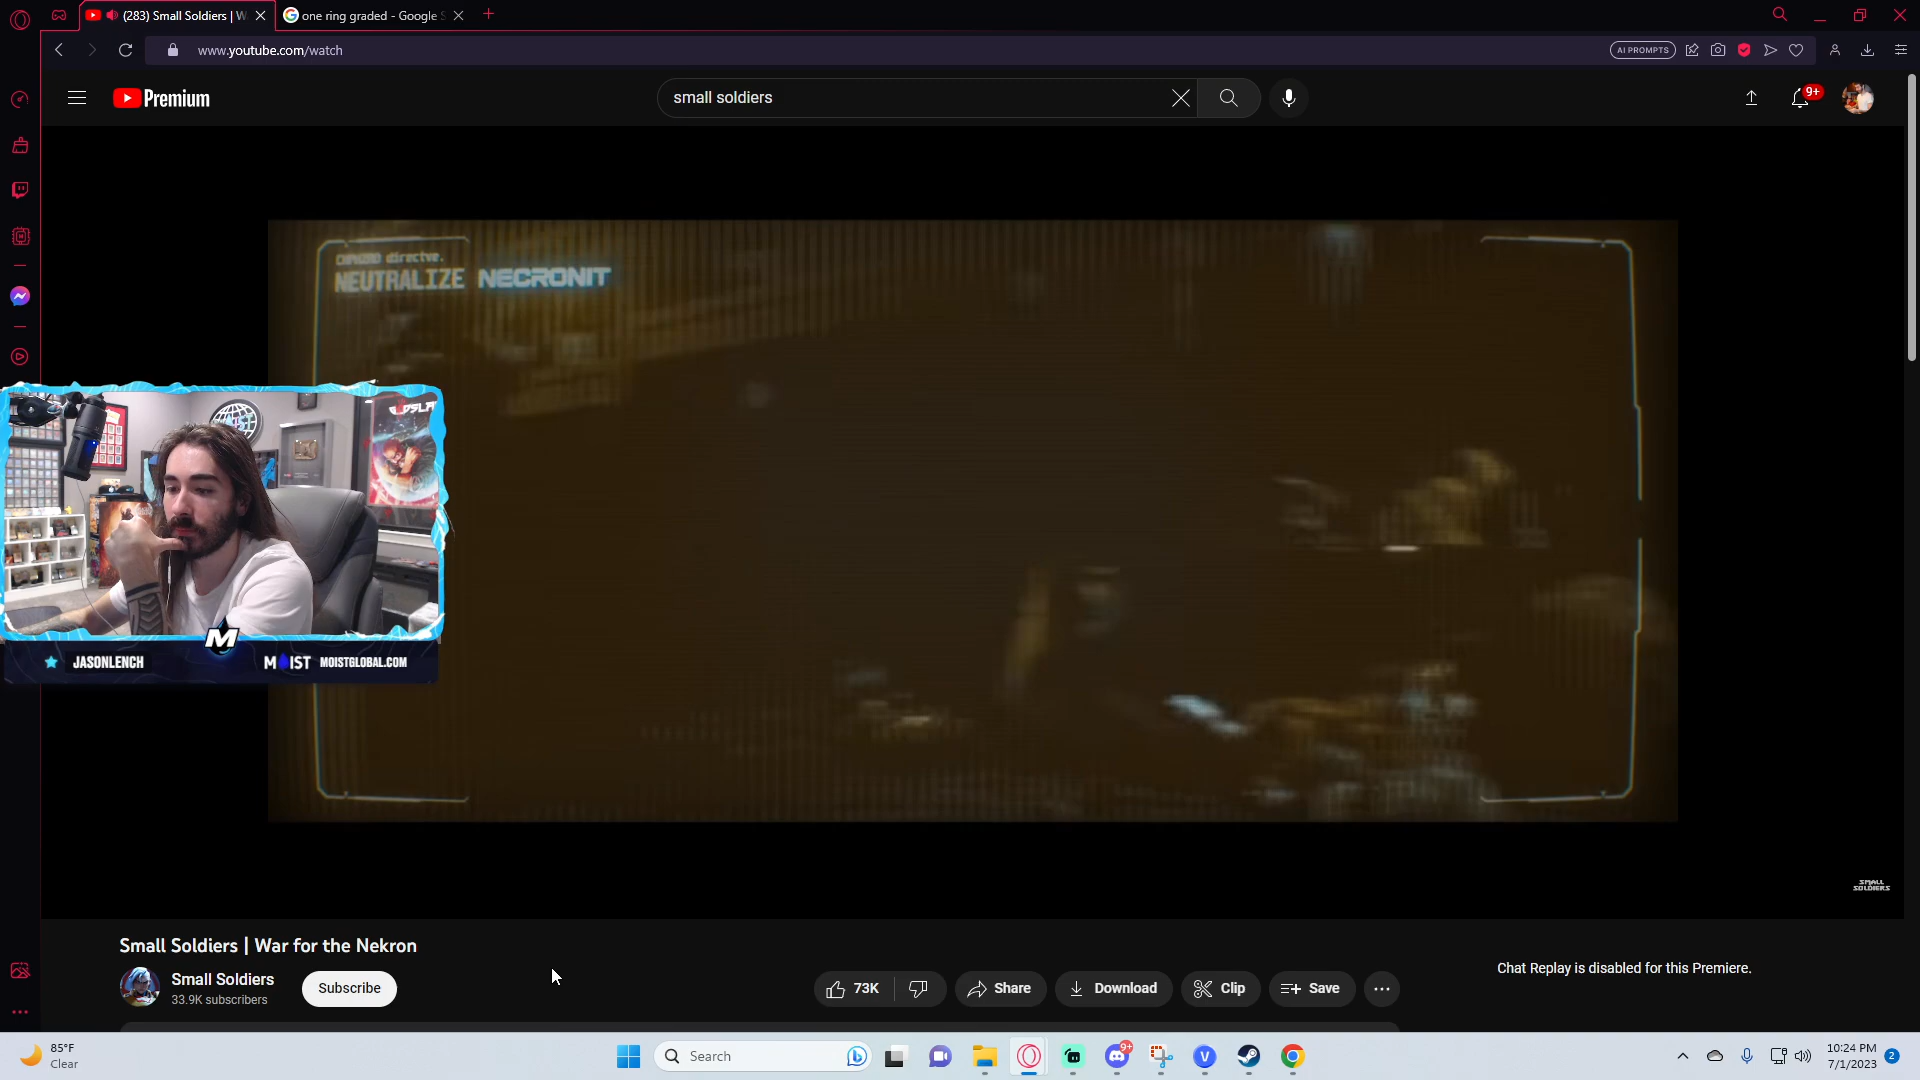 (283) Small Soldiers | W
one ring graded - Google S
www.youtube.com/watch
AI PROMPTS
Premium
small soldiers
9+
NEUTRALIZE NECRONIT
JASONLENCH
M
MOIST
MOISTGLOBAL.COM
SMALL
SOLDIERS
Small Soldiers | War for the Nekron
Small Soldiers
33.9K subscribers
Subscribe
73K
Share
Download
Clip
Save
Chat Replay is disabled for this Premiere.
85°F
Clear
Search
9+
10:24 PM
7/1/2023
2